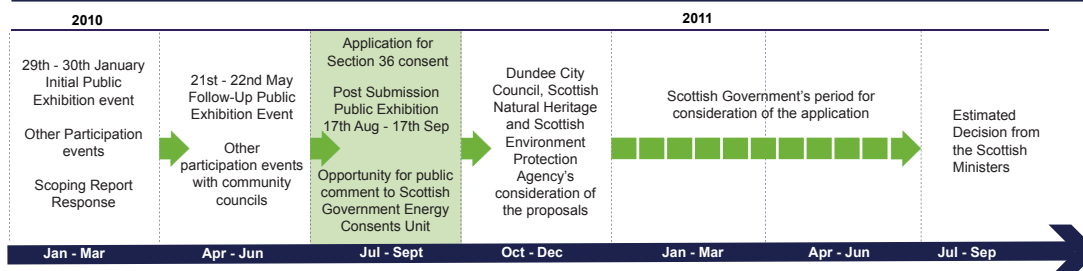 2010
2011
29th - 30th January
Initial Public
Exhibition event
Other Participation
events
Scoping Report
Response
21st - 22nd May
Follow-Up Public
Exhibition Event
Other
participation events
with community
councils
Application for
Section 36 consent
Post Submission
Public Exhibition
17th Aug - 17th Sep
Opportunity for public
comment to Scottish
Government Energy
Consents Unit
Dundee City
Council, Scottish
Natural Heritage
and Scottish
Environment
Protection
Agency's
consideration of
the proposals
Scottish Government's period for
consideration of the application
Estimated
Decision from
the Scottish
Ministers
Jan - Mar
Apr - Jun
Jul - Sept
Oct - Dec
Jan - Mar
Apr - Jun
Jul - Sep